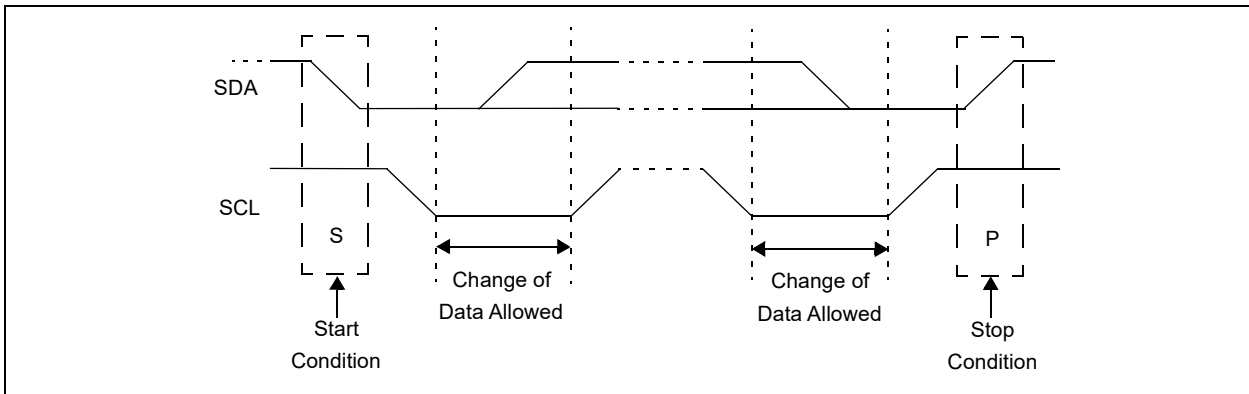 SDA
SCL
S
P
Change of
Data Allowed
Change of
Data Allowed
Start
Condition
Stop
Condition